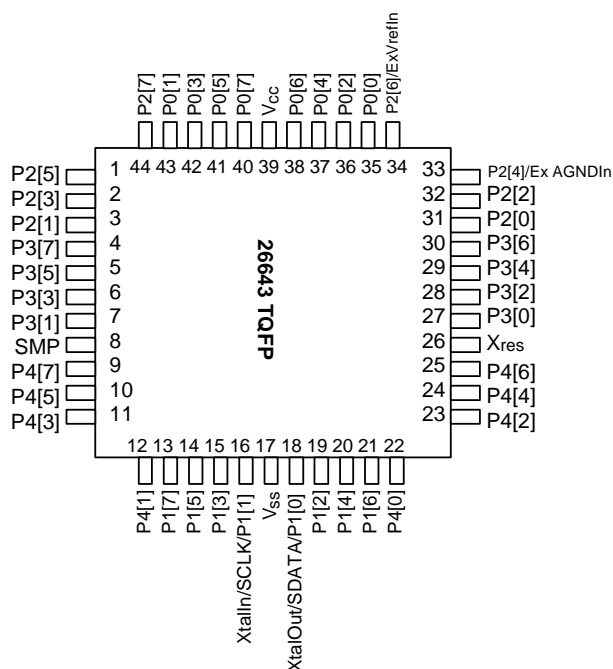 P2[7]
P0[1]
P0[3]
P0[5]
P0[7]
Vcc
P0[6]
P0[4]
P0[2]
P0[0]
P2[6]/ExVrefIn
44 43 42 41 40 39 38 37 36 35 34
P2[5] 1
P2[3] 2
P2[1] 3
P3[7] 4
P3[5] 5
P3[3] 6
P3[1] 7
SMP 8
P4[7] 9
P4[5] 10
P4[3] 11
26643 TQFP
33 P2[4]/Ex AGNDIn
32 P2[2]
31 P2[0]
30 P3[6]
29 P3[4]
28 P3[2]
27 P3[0]
26 Xres
25 P4[6]
24 P4[4]
23 P4[2]
12 13 14 15 16 17 18 19 20 21 22
P4[1]
P1[7]
P1[5]
P1[3]
XtalIn/SCLK/P1[1]
Vss
XtalOut/SDATA/P1[0]
P1[2]
P1[4]
P1[6]
P4[0]